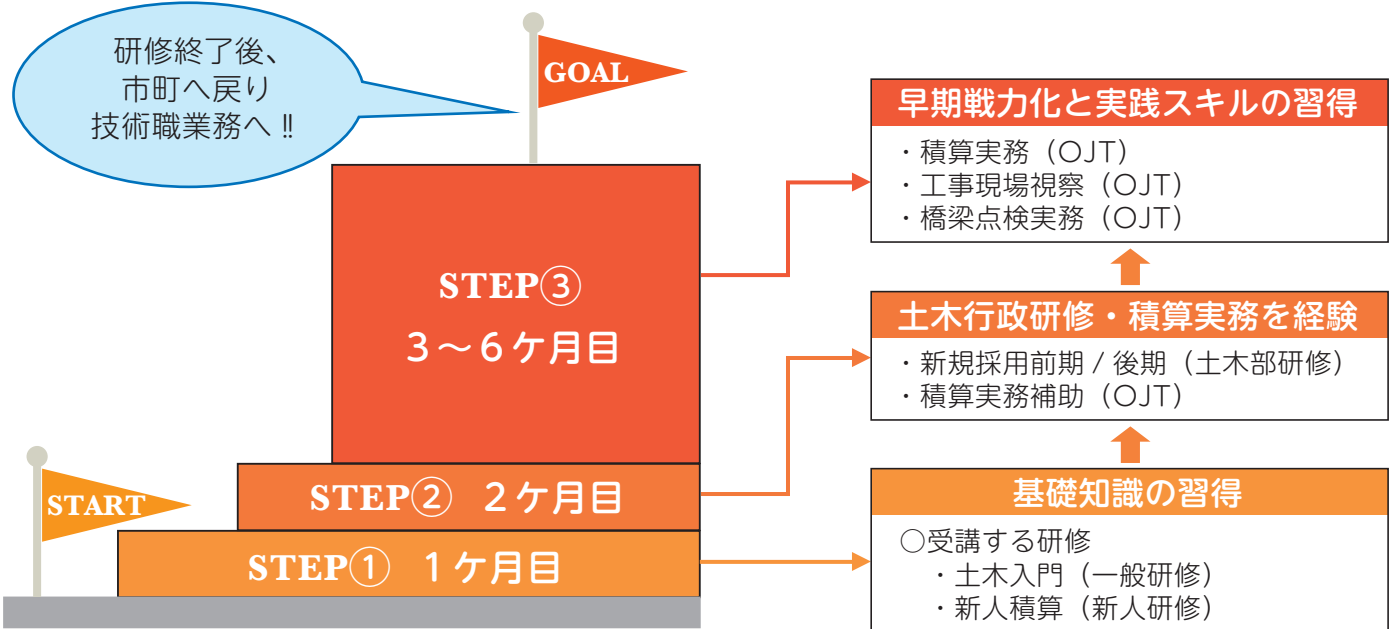 研修終了後、
市町へ戻り
技術職業務へ‼
GOAL
STEP③
3～6ケ月目
START
STEP② 2ケ月目
STEP① 1ケ月目
早期戦力化と実践スキルの習得
・積算実務（OJT）
・工事現場視察（OJT）
・橋梁点検実務（OJT）
土木行政研修・積算実務を経験
・新規採用前期 / 後期（土木部研修）
・積算実務補助（OJT）
基礎知識の習得
○受講する研修
・土木入門（一般研修）
・新人積算（新人研修）